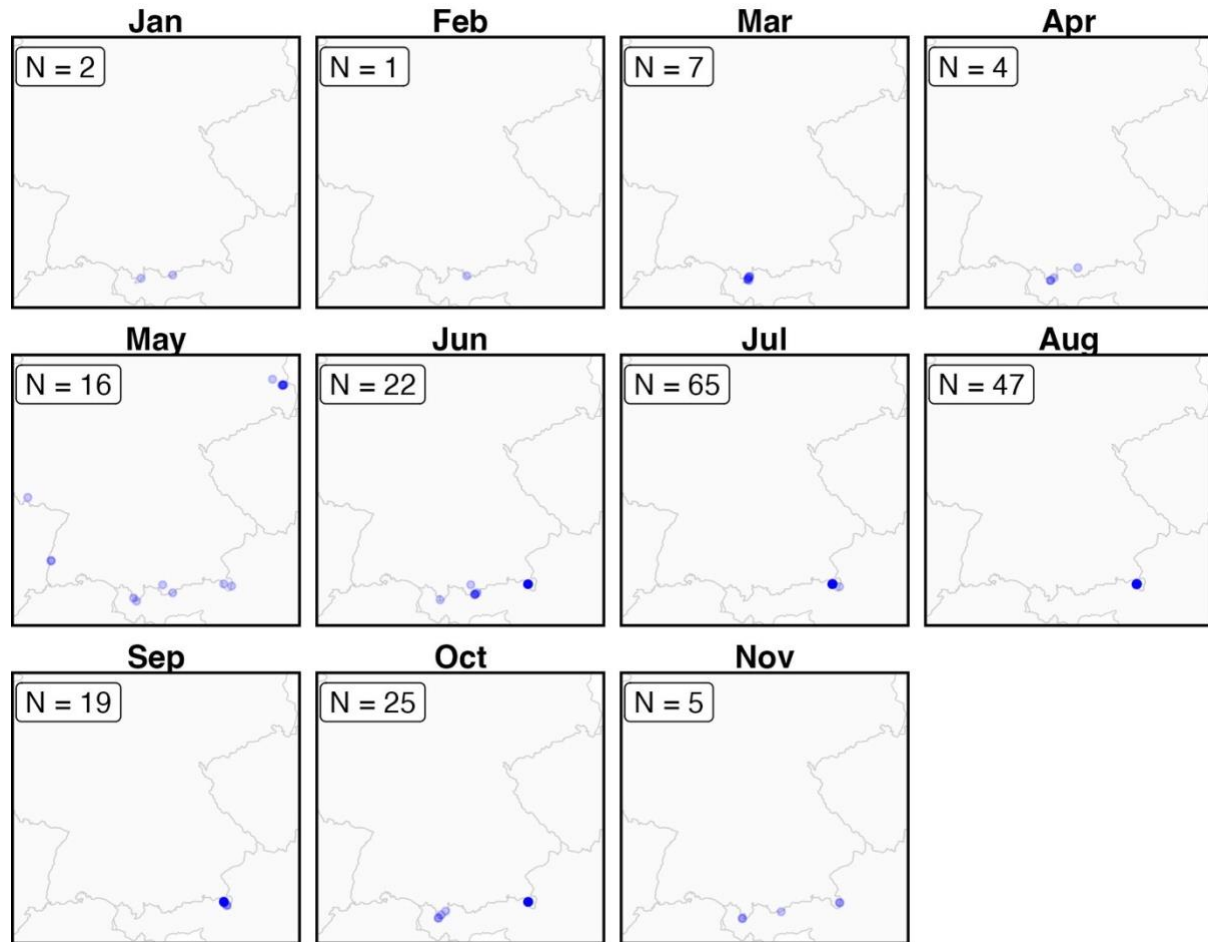 Jan
N = 2
Feb
N = 1
Mar
N = 7
Apr
N = 4
May
N = 16
Jun
N = 22
Jul
N = 65
Aug
N = 47
Sep
N = 19
Oct
N = 25
Nov
N = 5